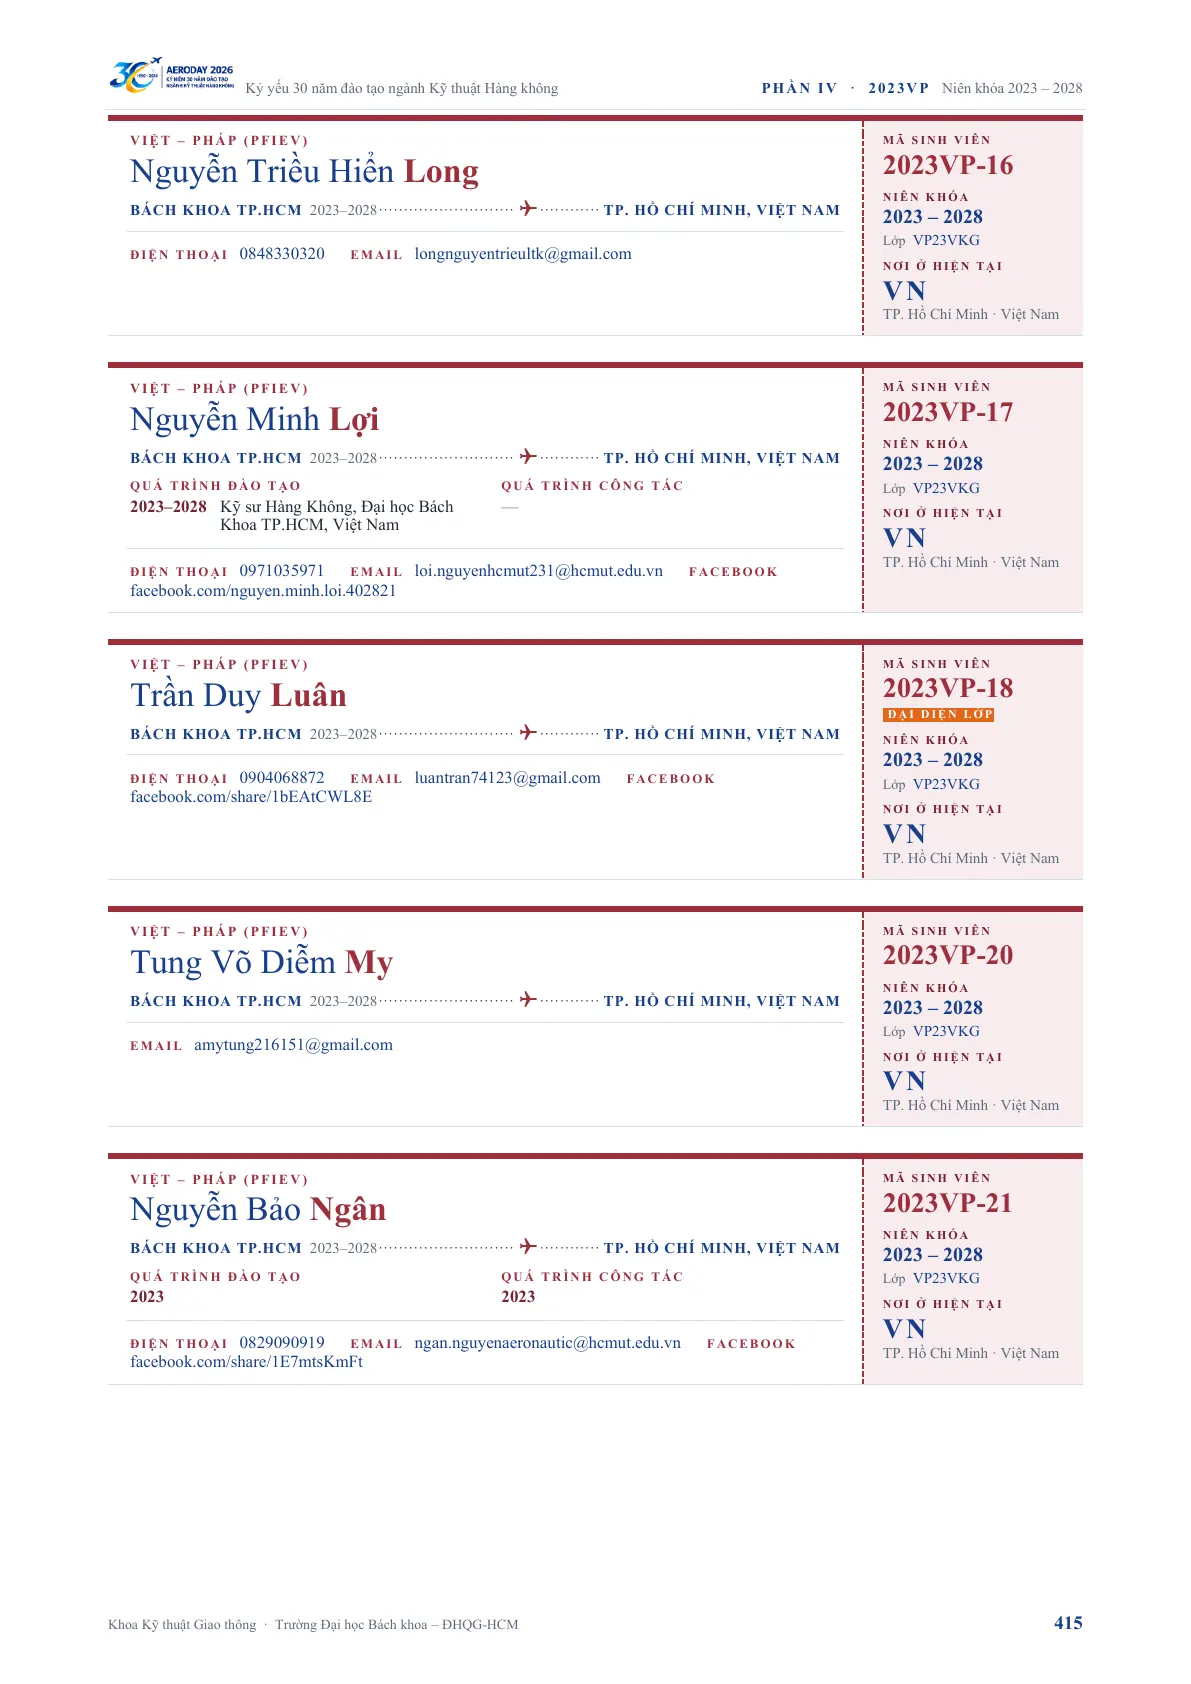 30
1996 - 2026
AERODAY 2026
KỶ NIỆM 30 NĂM ĐÀO TẠO
NGÀNH KỸ THUẬT HÀNG KHÔNG
Kỷ yếu 30 năm đào tạo ngành Kỹ thuật Hàng không
PHẦN IV · 2023VP Niên khóa 2023 – 2028
VIỆT – PHÁP (PFIEV)
Nguyễn Triều Hiển Long
BÁCH KHOA TP.HCM 2023–2028 TP. HỒ CHÍ MINH, VIỆT NAM
ĐIỆN THOẠI 0848330320 EMAIL longnguyentrieultk@gmail.com
MÃ SINH VIÊN
2023VP-16
NIÊN KHÓA
2023 – 2028
Lớp VP23VKG
NƠI Ở HIỆN TẠI
VN
TP. Hồ Chí Minh · Việt Nam
VIỆT – PHÁP (PFIEV)
Nguyễn Minh Lợi
BÁCH KHOA TP.HCM 2023–2028 TP. HỒ CHÍ MINH, VIỆT NAM
QUÁ TRÌNH ĐÀO TẠO
2023–2028 Kỹ sư Hàng Không, Đại học Bách
Khoa TP.HCM, Việt Nam
QUÁ TRÌNH CÔNG TÁC
—
ĐIỆN THOẠI 0971035971 EMAIL loi.nguyenhcmut231@hcmut.edu.vn FACEBOOK
facebook.com/nguyen.minh.loi.402821
MÃ SINH VIÊN
2023VP-17
NIÊN KHÓA
2023 – 2028
Lớp VP23VKG
NƠI Ở HIỆN TẠI
VN
TP. Hồ Chí Minh · Việt Nam
VIỆT – PHÁP (PFIEV)
Trần Duy Luân
BÁCH KHOA TP.HCM 2023–2028 TP. HỒ CHÍ MINH, VIỆT NAM
ĐIỆN THOẠI 0904068872 EMAIL luantran74123@gmail.com FACEBOOK
facebook.com/share/1bEAtCWL8E
MÃ SINH VIÊN
2023VP-18
ĐẠI DIỆN LỚP
NIÊN KHÓA
2023 – 2028
Lớp VP23VKG
NƠI Ở HIỆN TẠI
VN
TP. Hồ Chí Minh · Việt Nam
VIỆT – PHÁP (PFIEV)
Tung Võ Diễm My
BÁCH KHOA TP.HCM 2023–2028 TP. HỒ CHÍ MINH, VIỆT NAM
EMAIL amytung216151@gmail.com
MÃ SINH VIÊN
2023VP-20
NIÊN KHÓA
2023 – 2028
Lớp VP23VKG
NƠI Ở HIỆN TẠI
VN
TP. Hồ Chí Minh · Việt Nam
VIỆT – PHÁP (PFIEV)
Nguyễn Bảo Ngân
BÁCH KHOA TP.HCM 2023–2028 TP. HỒ CHÍ MINH, VIỆT NAM
QUÁ TRÌNH ĐÀO TẠO
2023
QUÁ TRÌNH CÔNG TÁC
2023
ĐIỆN THOẠI 0829090919 EMAIL ngan.nguyenaeronautic@hcmut.edu.vn FACEBOOK
facebook.com/share/1E7mtsKmFt
MÃ SINH VIÊN
2023VP-21
NIÊN KHÓA
2023 – 2028
Lớp VP23VKG
NƠI Ở HIỆN TẠI
VN
TP. Hồ Chí Minh · Việt Nam
Khoa Kỹ thuật Giao thông · Trường Đại học Bách khoa – ĐHQG-HCM
415